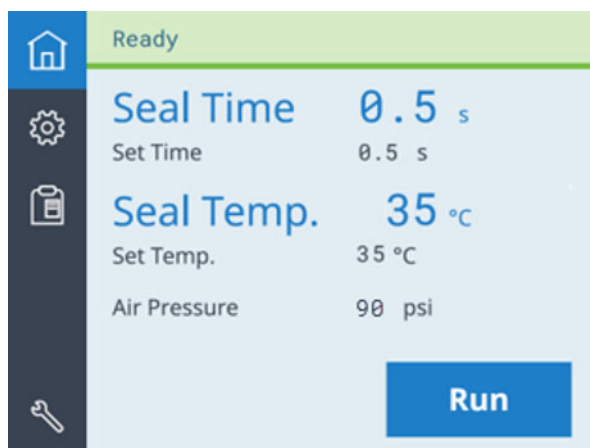 Ready
Seal Time 0.5 s
Set Time 0.5 s
Seal Temp. 35 °C
Set Temp. 35 °C
Air Pressure 90 psi
Run